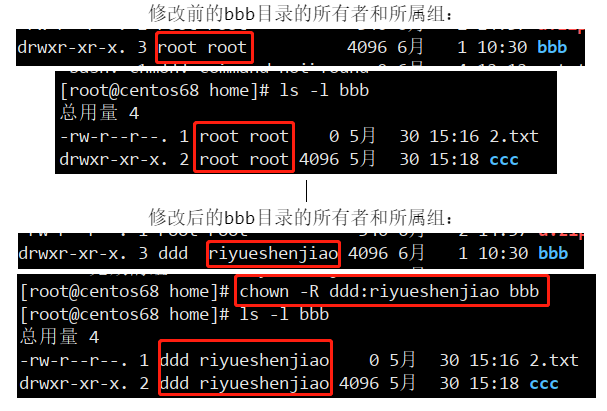 修改前的bbb目录的所有者和所属组:
drwxr-xr-x. 3 root root 4096 6月 1 10:30 bbb
[root@centos68 home]# ls -l bbb
总用量 4
-rw-r--r--. 1 root root 0 5月 30 15:16 2.txt
drwxr-xr-x. 2 root root 4096 5月 30 15:18 ccc
修改后的bbb目录的所有者和所属组:
drwxr-xr-x. 3 ddd riyueshenjiao 4096 6月 1 10:30 bbb
[root@centos68 home]# chown -R ddd:riyueshenjiao bbb
[root@centos68 home]# ls -l bbb
总用量 4
-rw-r--r--. 1 ddd riyueshenjiao 0 5月 30 15:16 2.txt
drwxr-xr-x. 2 ddd riyueshenjiao 4096 5月 30 15:18 ccc